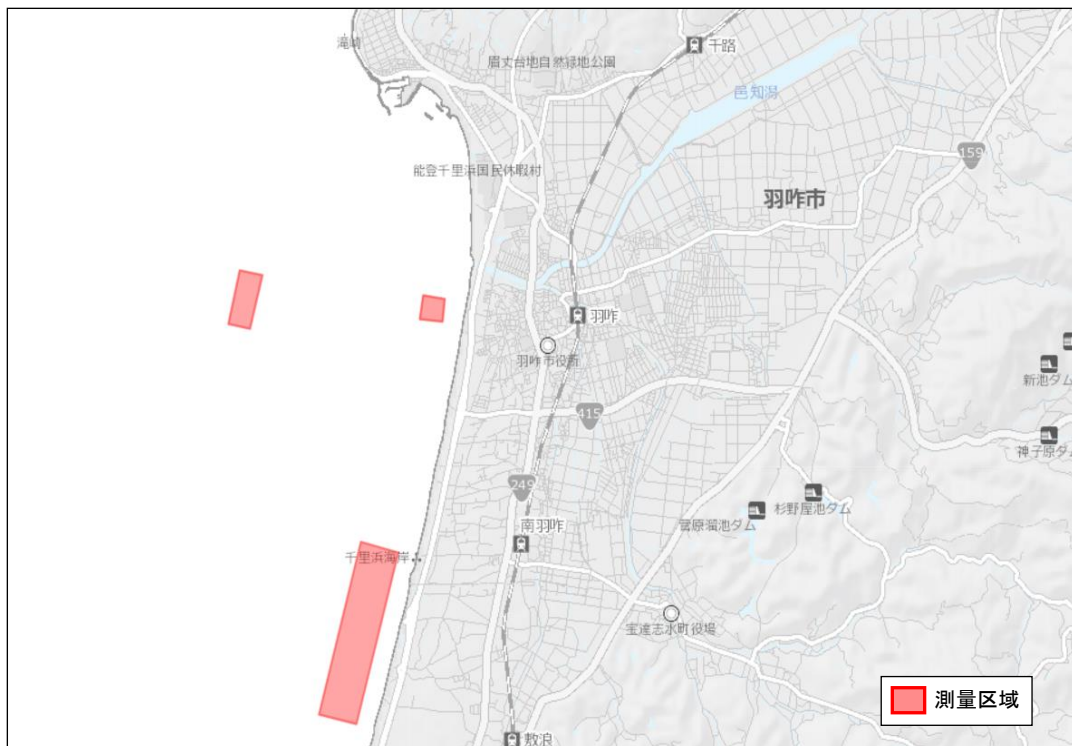 滝崎
千路
眉丈台地自然緑地公園
邑知潟
159
能登千里浜国民休暇村
羽咋市
羽咋
羽咋市役所
新池ダム
415
神子原ダム
249
杉野屋池ダム
菅原溜池ダム
南羽咋
千里浜海岸
宝達志水町役場
測量区域
敷浪